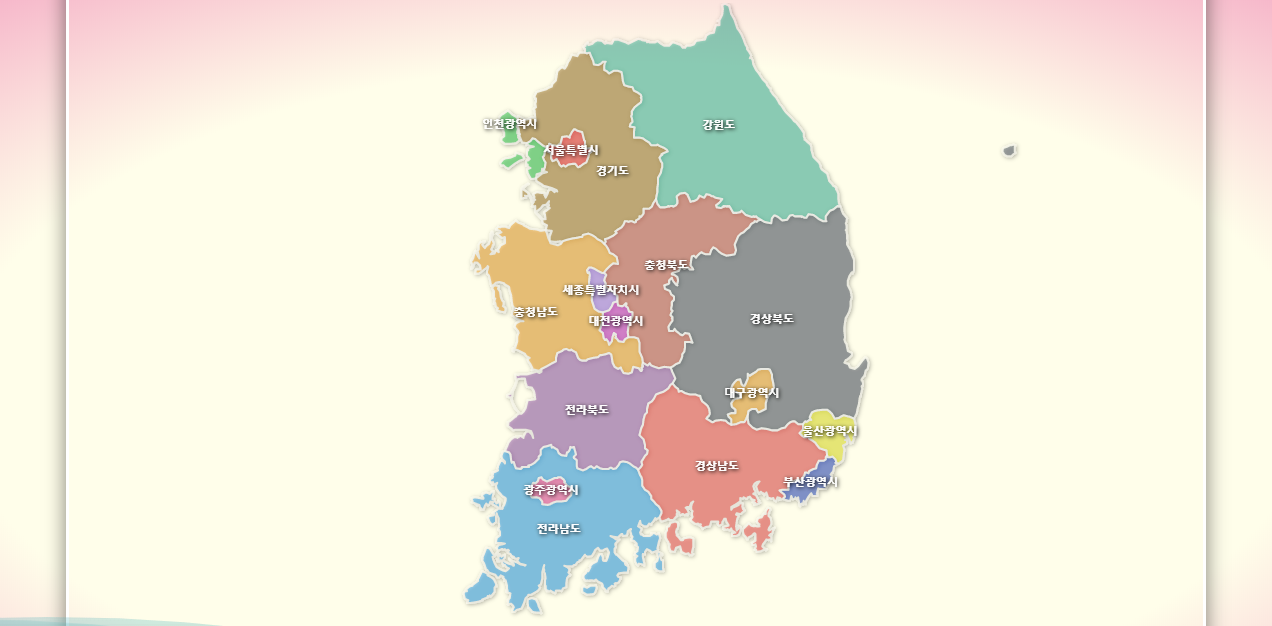 인천광역시
강원도
서울특별시
경기도
충청북도
세종특별자치시
충청남도
대전광역시
경상북도
대구광역시
전라북도
울산광역시
경상남도
부산광역시
광주광역시
전라남도